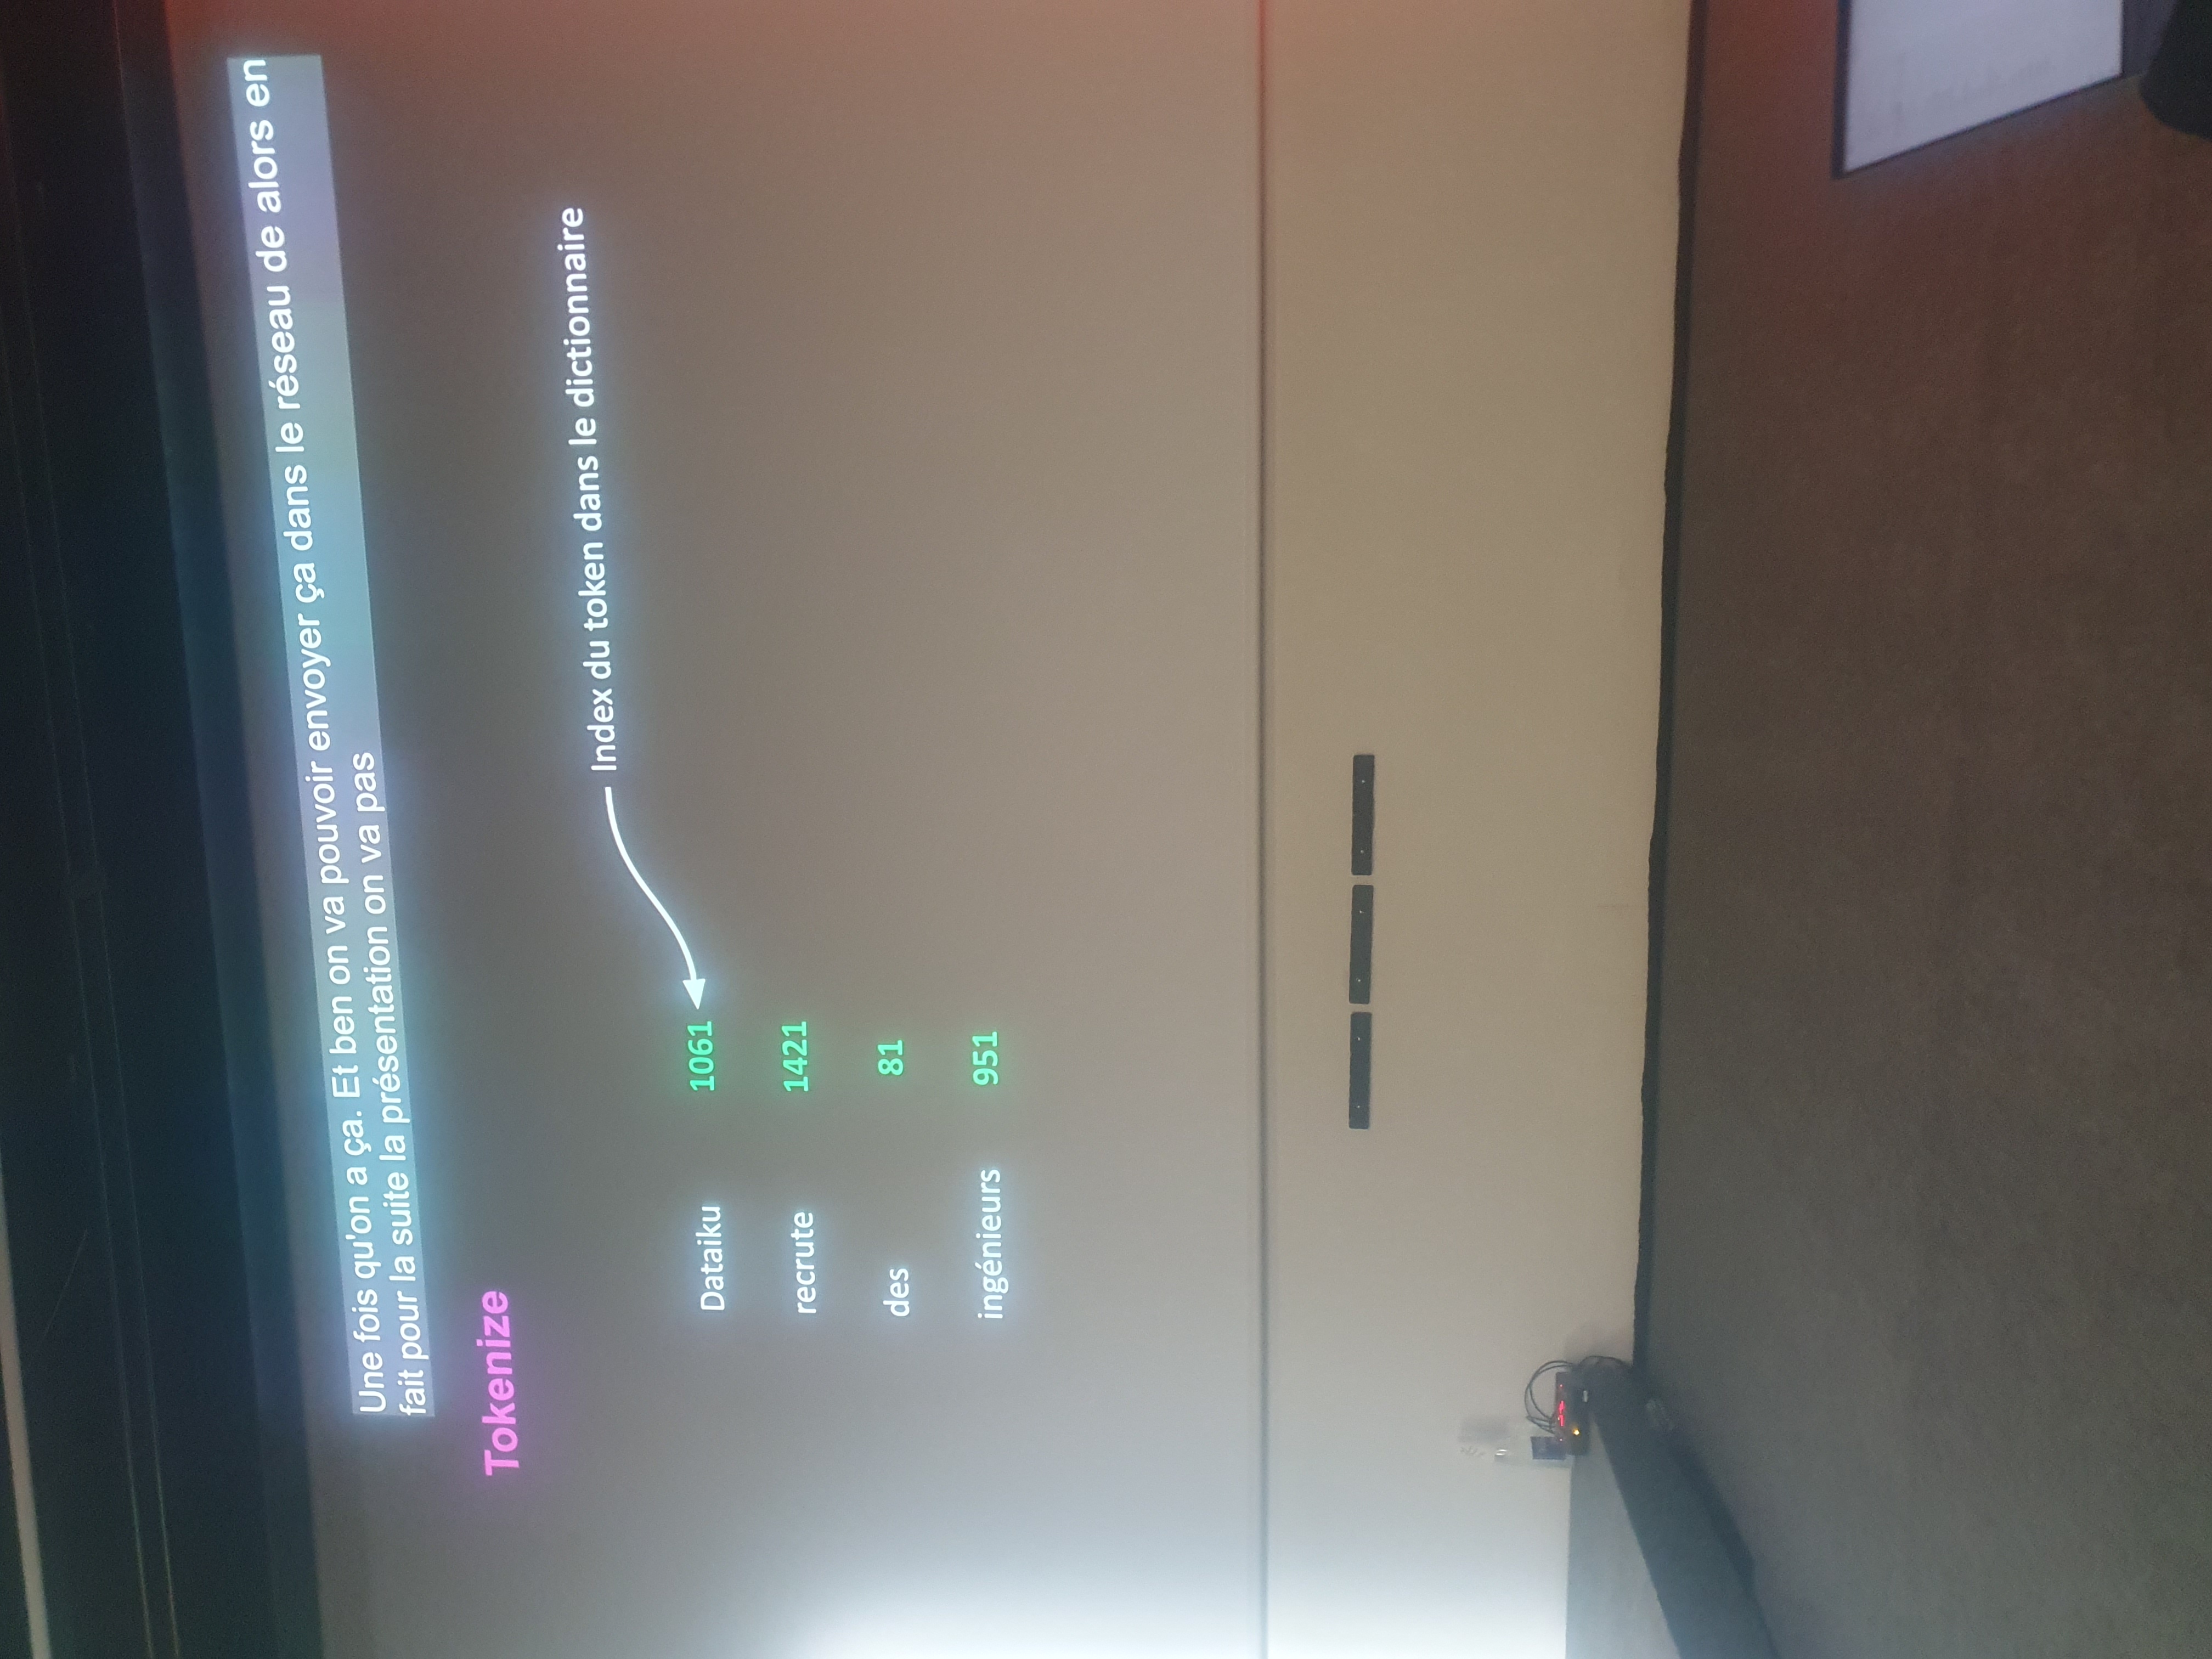 Une fois qu'on a ça. Et ben on va pouvoir envoyer ça dans le réseau de alors en
fait pour la suite la présentation on va pas
Tokenize
Index du token dans le dictionnaire
Dataiku 1061
recrute 1421
des 81
ingénieurs 951